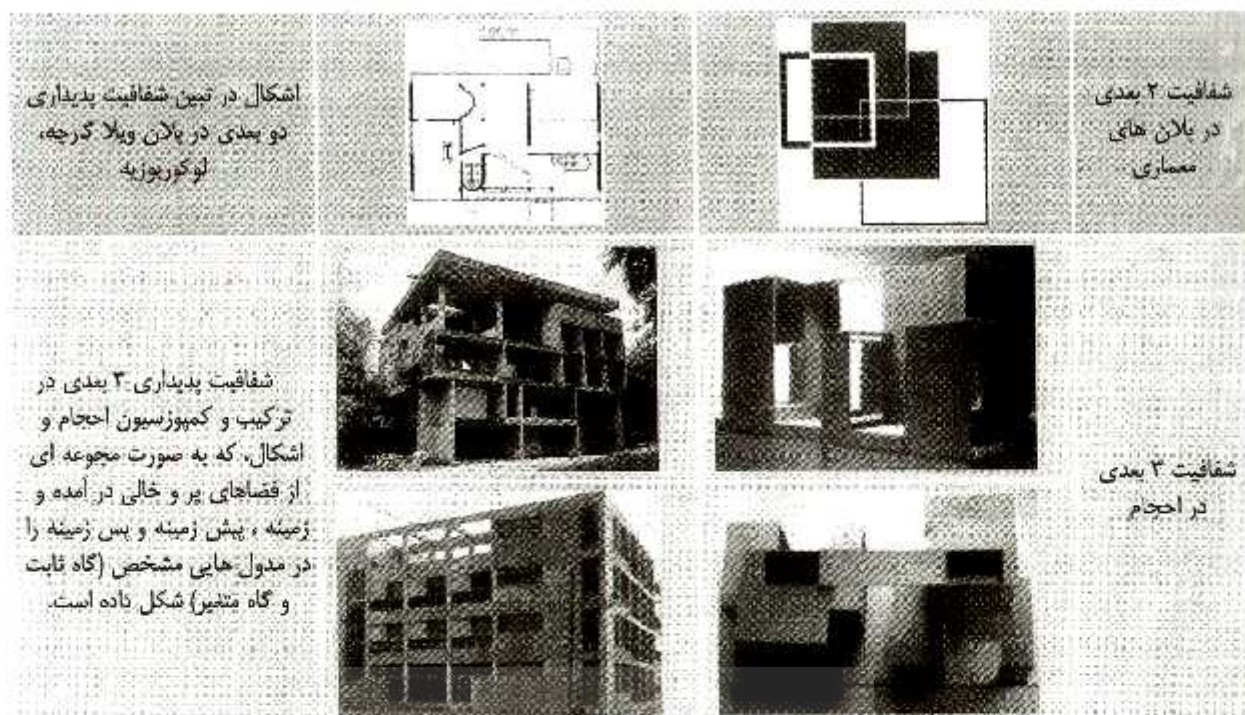 شفافیت ۲ بعدی
در پلان های
معماری
اشکال در تبین شفافیت پدیداری
دو بعدی در پلان ویلا گرچه،
لوکوربوزیه
شفافیت ۳ بعدی
در احجام
شفافیت پدیداری ۳ بعدی در
ترکیب و کمپوزسیون احجام و
اشکال، که به صورت مجوعه ای
از فضاهای پر و خالی در آمده و
زمینه ، پیش زمینه و پس زمینه را
در مدول هایی مشخص (گاه ثابت
و گاه متغیر) شکل داده است.